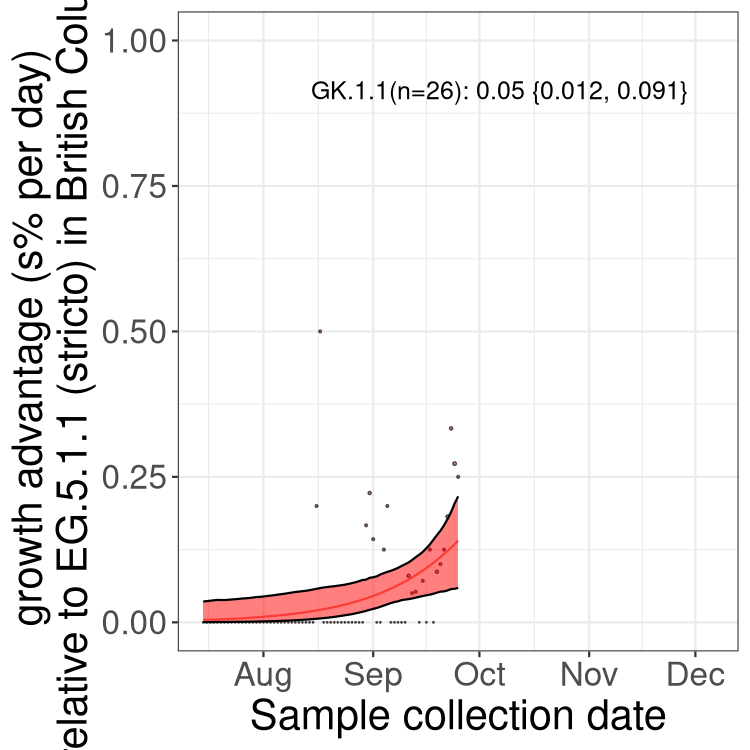 growth advantage (s% per day)
relative to EG.5.1.1 (stricto) in British Colu
1.00
0.75
0.50
0.25
0.00
GK.1.1(n=26): 0.05 {0.012, 0.091}
Aug Sep Oct Nov Dec
Sample collection date